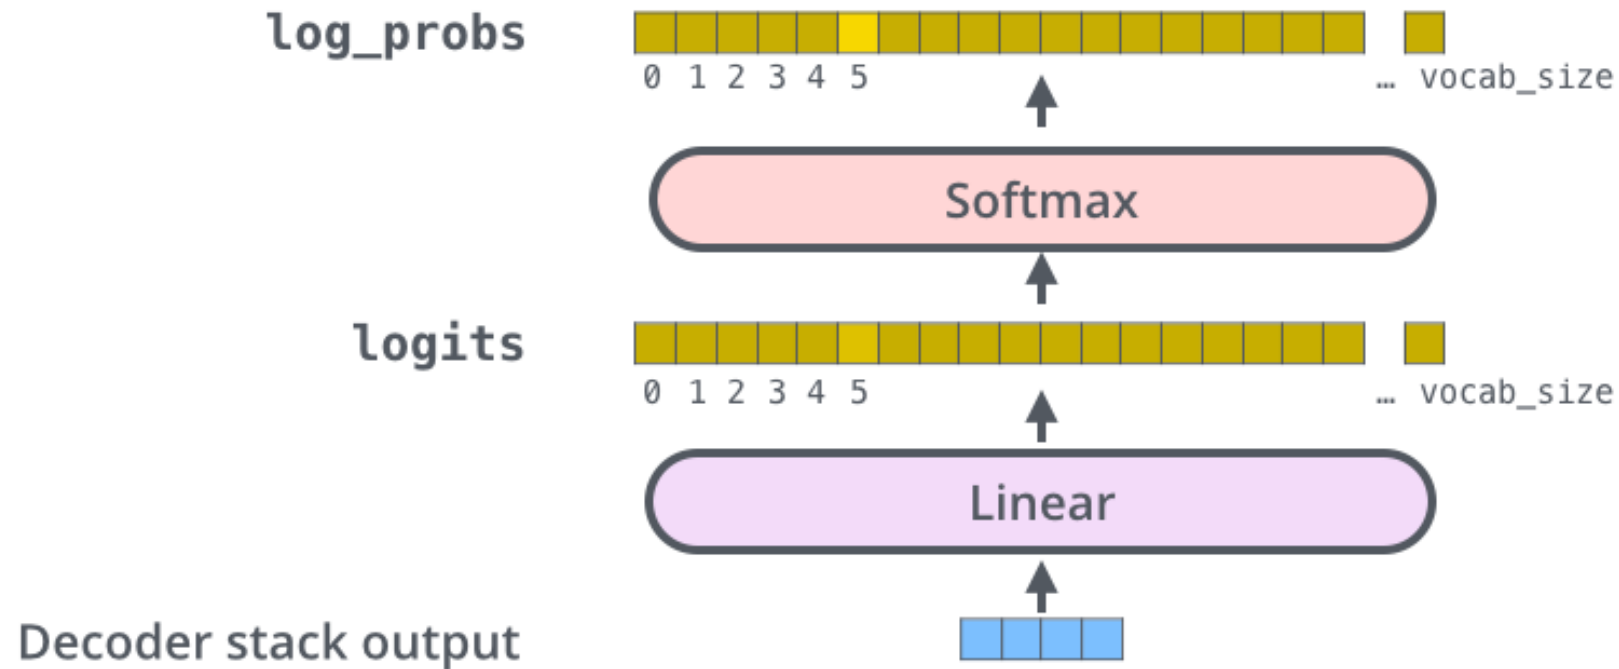 log_probs
0 1 2 3 4 5 … vocab_size
Softmax
logits
0 1 2 3 4 5 … vocab_size
Linear
Decoder stack output